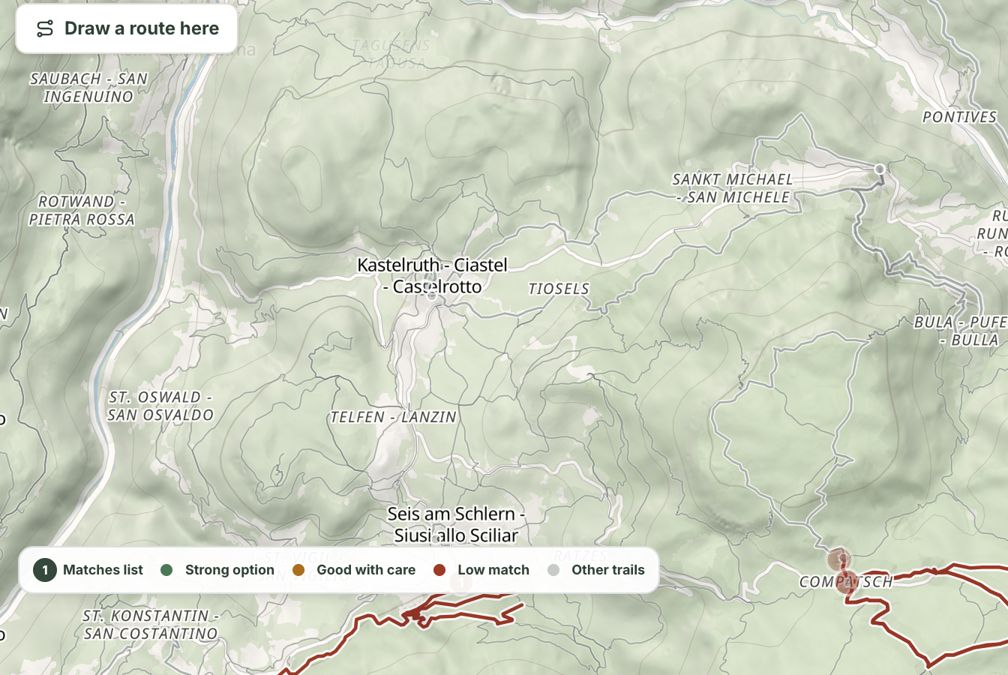 Draw a route here
TAGUSENS
SAUBACH - SAN
INGENUINO
PONTIVES
ROTWAND -
PIETRA ROSSA
SANKT MICHAEL
- SAN MICHELE
Kastelruth - Ciastel
- Castelrotto
TIOSELS
BULA - PUFE
- BULLA
ST. OSWALD -
SAN OSVALDO
TELFEN - LANZIN
Seis am Schlern -
Siusi allo Sciliar
RATZES
1 Matches list Strong option Good with care Low match Other trails
COMPATSCH
ST. KONSTANTIN -
SAN COSTANTINO